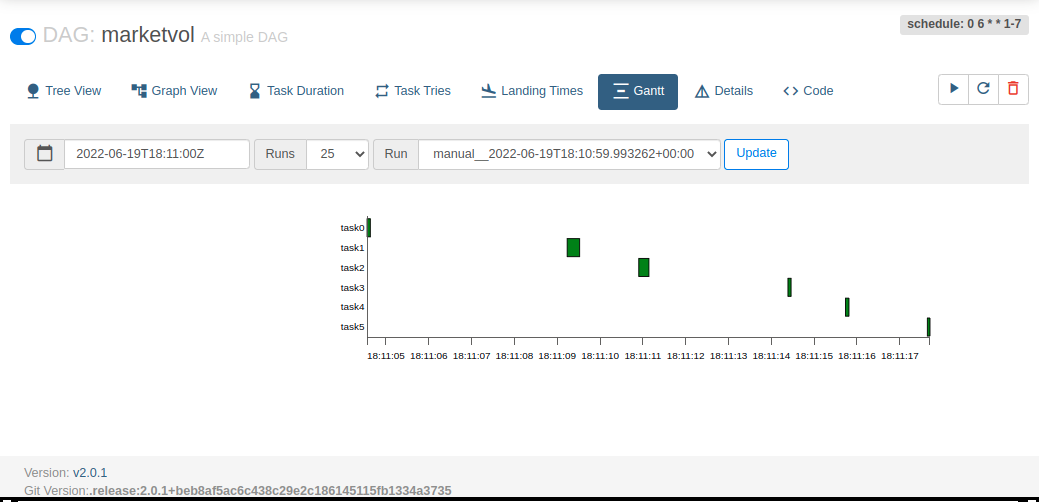 schedule: 0 6 * * 1-7
DAG: marketvol A simple DAG
Tree View Graph View Task Duration Task Tries Landing Times Gantt Details Code
2022-06-19T18:11:00Z Runs 25 Run manual__2022-06-19T18:10:59.993262+00:00 Update
task0
task1
task2
task3
task4
task5
18:11:05 18:11:06 18:11:07 18:11:08 18:11:09 18:11:10 18:11:11 18:11:12 18:11:13 18:11:14 18:11:15 18:11:16 18:11:17
Version: v2.0.1
Git Version:.release:2.0.1+beb8af5ac6c438c29e2c186145115fb1334a3735